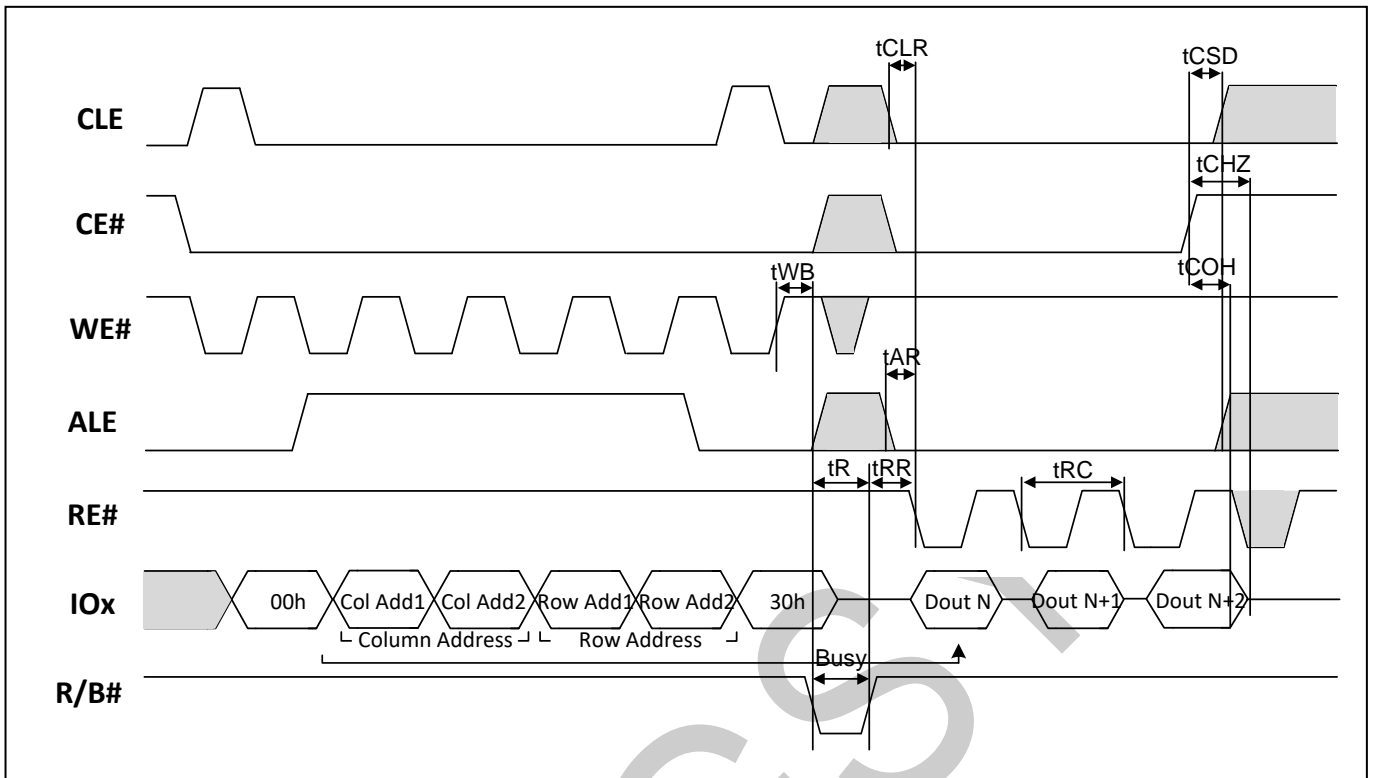 tCLR
tCSD
CLE
tCHZ
CE#
tCOH
tWB
WE#
tAR
ALE
tR
tRR
tRC
RE#
IOx
00h
Col Add1
Col Add2
Row Add1
Row Add2
30h
Dout N
Dout N+1
Dout N+2
Column Address
Row Address
Busy
R/B#